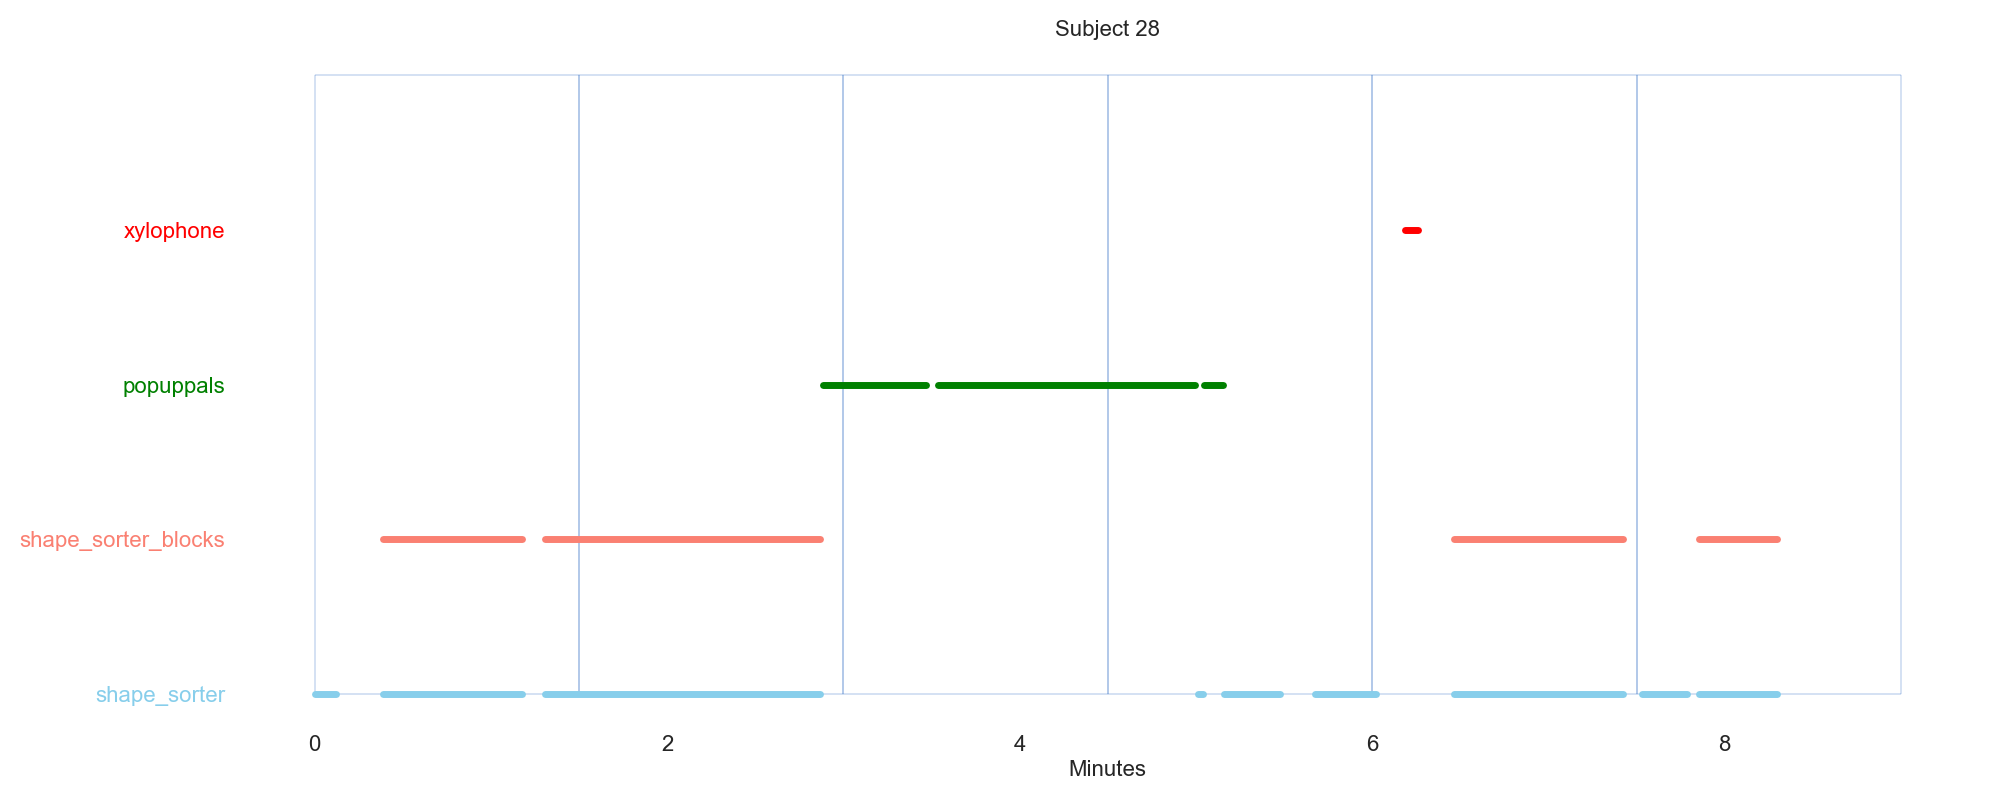 Subject 28
xylophone
popuppals
shape_sorter_blocks
shape_sorter
0 2 4 6 8
Minutes